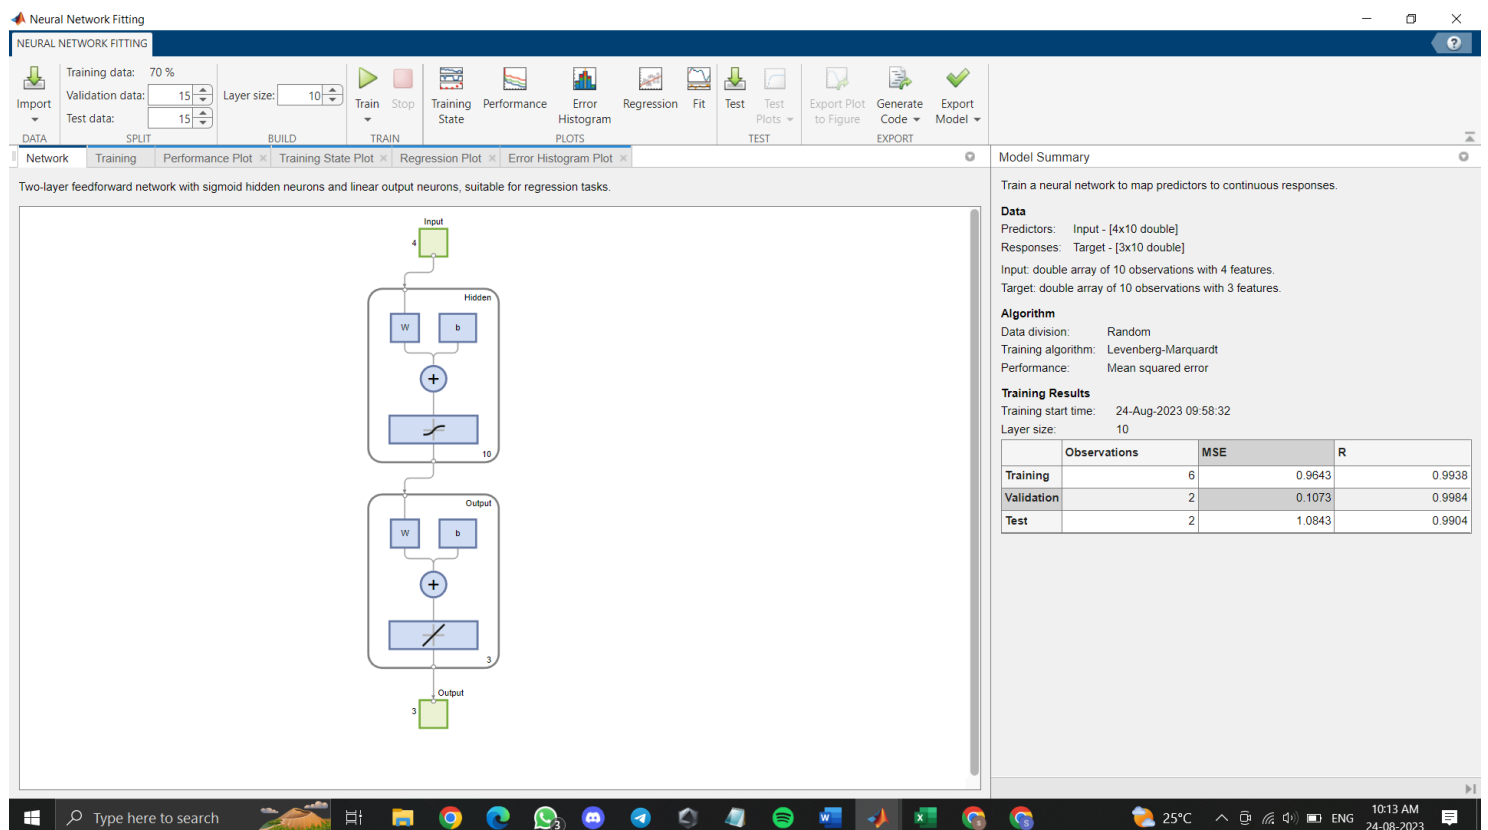 Neural Network Fitting
NEURAL NETWORK FITTING
?
Import
DATA
Training data: 70 %
Validation data: 15
Test data: 15
SPLIT
Layer size: 10
BUILD
Train Stop
TRAIN
Training State
Performance
Error Histogram
Regression
Fit
PLOTS
Test
Test Plots
TEST
Export Plot to Figure
Generate Code
Export Model
EXPORT
Network Training Performance Plot × Training State Plot × Regression Plot × Error Histogram Plot ×
Two-layer feedforward network with sigmoid hidden neurons and linear output neurons, suitable for regression tasks.
Input
4
Hidden
W b
+
10
Output
W b
+
3
Output
3
Model Summary
Train a neural network to map predictors to continuous responses.
Data
Predictors: Input - [4x10 double]
Responses: Target - [3x10 double]
Input: double array of 10 observations with 4 features.
Target: double array of 10 observations with 3 features.
Algorithm
Data division: Random
Training algorithm: Levenberg-Marquardt
Performance: Mean squared error
Training Results
Training start time: 24-Aug-2023 09:58:32
Layer size: 10
Observations MSE R
Training 6 0.9643 0.9938
Validation 2 0.1073 0.9984
Test 2 1.0843 0.9904
Type here to search
3
W
X
S
S
25°C
ENG
10:13 AM
24-08-2023